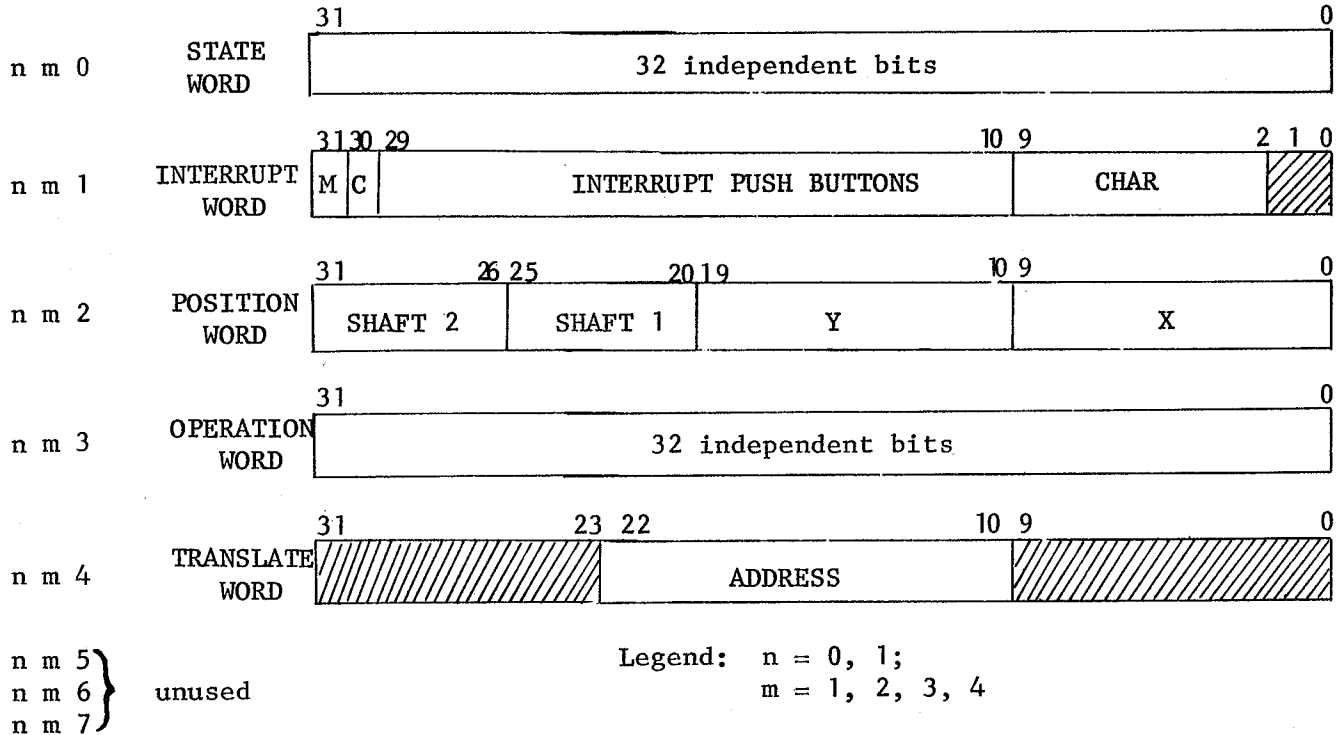 31 0
n m 0 STATE WORD 32 independent bits
31 30 29 10 9 2 1 0
n m 1 INTERRUPT WORD M C INTERRUPT PUSH BUTTONS CHAR
31 26 25 20 19 10 9 0
n m 2 POSITION WORD SHAFT 2 SHAFT 1 Y X
31 0
n m 3 OPERATION WORD 32 independent bits
31 23 22 10 9 0
n m 4 TRANSLATE WORD ADDRESS
n m 5
n m 6 unused
n m 7
Legend: n = 0, 1;
m = 1, 2, 3, 4